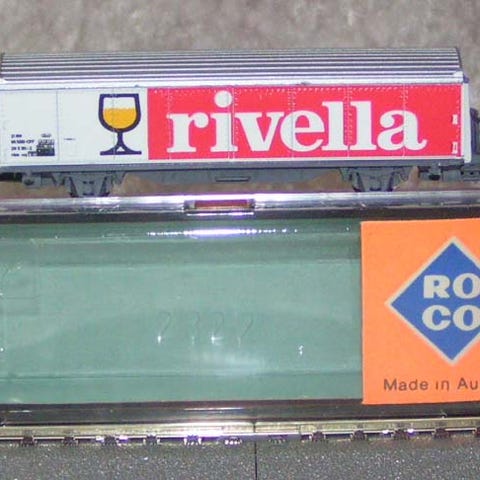 rivella
RO
CO
Made in Au